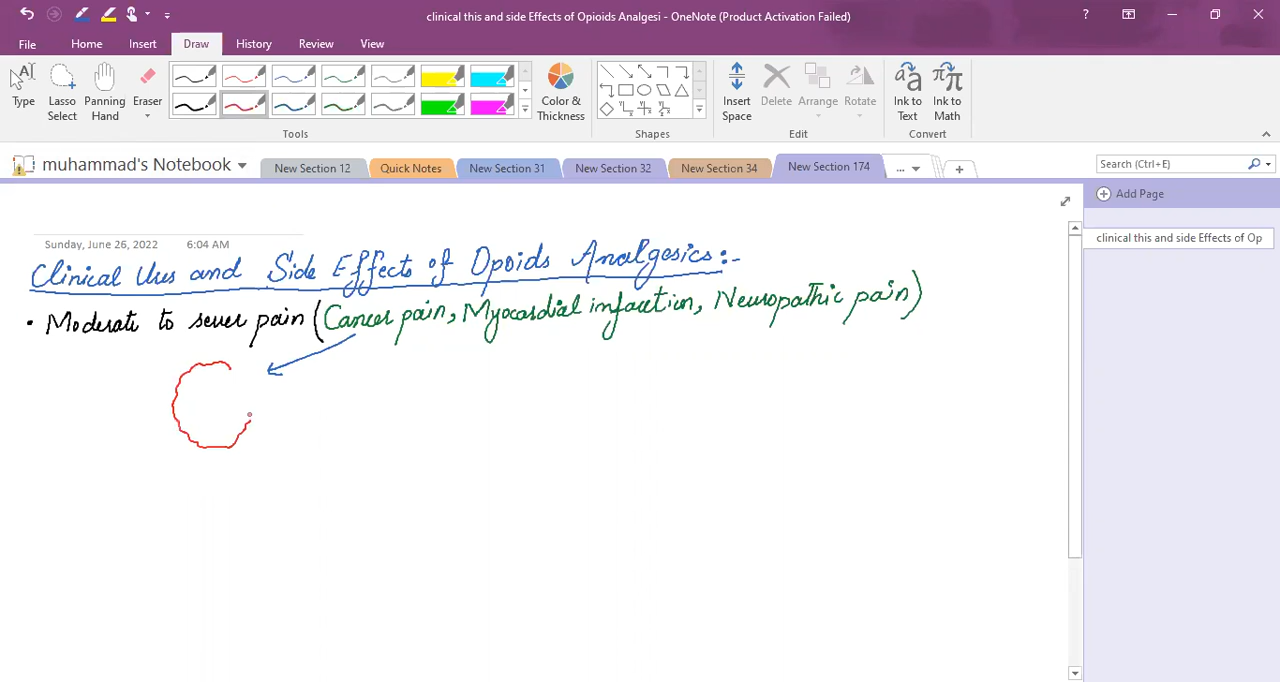 clinical this and side Effects of Opioids Analgesi - OneNote (Product Activation Failed)
?
File Home Insert Draw History Review View
Type Lasso Select Panning Hand Eraser Color & Thickness Insert Space Delete Arrange Rotate Ink to Text Ink to Math
Tools Shapes Edit Convert
muhammad's Notebook New Section 12 Quick Notes New Section 31 New Section 32 New Section 34 New Section 174 ... Search (Ctrl+E)
Add Page
clinical this and side Effects of Op
Sunday, June 26, 2022 6:04 AM
Clinical Uses and Side Effects of Opoids Analgesics:-
• Moderate to sever pain (Cancer pain, Myocardial infarction, Neuropathic pain)